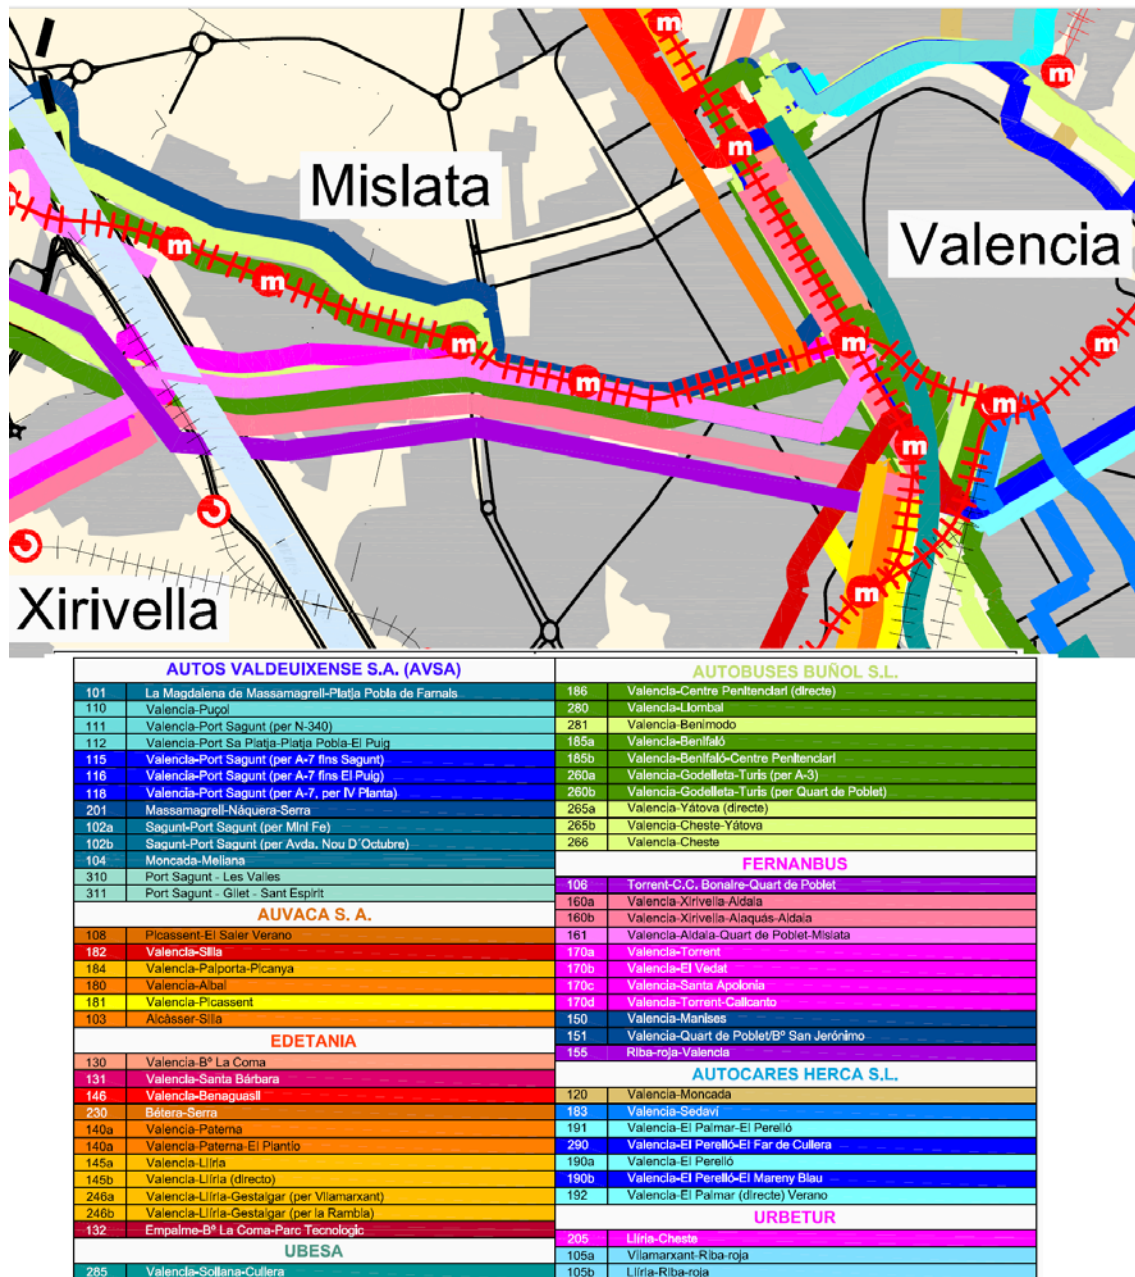 m
m
m
Mislata
Valencia
m
m
m
m
m
m
m
m
m
Xirivella
AUTOS VALDEUIXENSE S.A. (AVSA)
101 La Magdalena de Massamagrell-Platja Pobla de Farnals
110 Valencia-Puçol
111 Valencia-Port Sagunt (per N-340)
112 Valencia-Port Sa Platja-Platja Pobla-El Puig
115 Valencia-Port Sagunt (per A-7 fins Sagunt)
116 Valencia-Port Sagunt (per A-7 fins El Puig)
118 Valencia-Port Sagunt (per A-7, per IV Planta)
201 Massamagrell-Náquera-Serra
102a Sagunt-Port Sagunt (per Mini Fe)
102b Sagunt-Port Sagunt (per Avda. Nou D´Octubre)
104 Moncada-Meliana
310 Port Sagunt - Les Valles
311 Port Sagunt - Gilet - Sant Espirit
AUVACA S. A.
108 Picassent-El Saler Verano
182 Valencia-Silla
184 Valencia-Paiporta-Picanya
180 Valencia-Albal
181 Valencia-Picassent
103 Alcàsser-Silla
EDETANIA
130 Valencia-Bº La Coma
131 Valencia-Santa Bárbara
146 Valencia-Benaguasil
230 Bétera-Serra
140a Valencia-Paterna
140a Valencia-Paterna-El Plantío
145a Valencia-Llíria
145b Valencia-Llíria (directo)
246a Valencia-Llíria-Gestalgar (per Vilamarxant)
246b Valencia-Llíria-Gestalgar (per la Rambla)
132 Empalme-Bº La Coma-Parc Tecnologic
UBESA
285 Valencia-Sollana-Cullera
AUTOBUSES BUÑOL S.L.
186 Valencia-Centre Penitenciari (directe)
280 Valencia-Llombai
281 Valencia-Benimodo
185a Valencia-Benifaió
185b Valencia-Benifaió-Centre Penitenciari
260a Valencia-Godelleta-Turis (per A-3)
260b Valencia-Godelleta-Turis (per Quart de Poblet)
265a Valencia-Yátova (directe)
265b Valencia-Cheste-Yátova
266 Valencia-Cheste
FERNANBUS
106 Torrent-C.C. Bonaire-Quart de Poblet
160a Valencia-Xirivella-Aldaia
160b Valencia-Xirivella-Alaquás-Aldaia
161 Valencia-Aldaia-Quart de Poblet-Mislata
170a Valencia-Torrent
170b Valencia-El Vedat
170c Valencia-Santa Apolonia
170d Valencia-Torrent-Calicanto
150 Valencia-Manises
151 Valencia-Quart de Poblet/Bº San Jerónimo
155 Riba-roja-Valencia
AUTOCARES HERCA S.L.
120 Valencia-Moncada
183 Valencia-Sedaví
191 Valencia-El Palmar-El Perelló
290 Valencia-El Perelló-El Far de Cullera
190a Valencia-El Perelló
190b Valencia-El Perelló-El Mareny Blau
192 Valencia-El Palmar (directe) Verano
URBETUR
205 Llíria-Cheste
105a Vilamarxant-Riba-roja
105b Llíria-Riba-roja